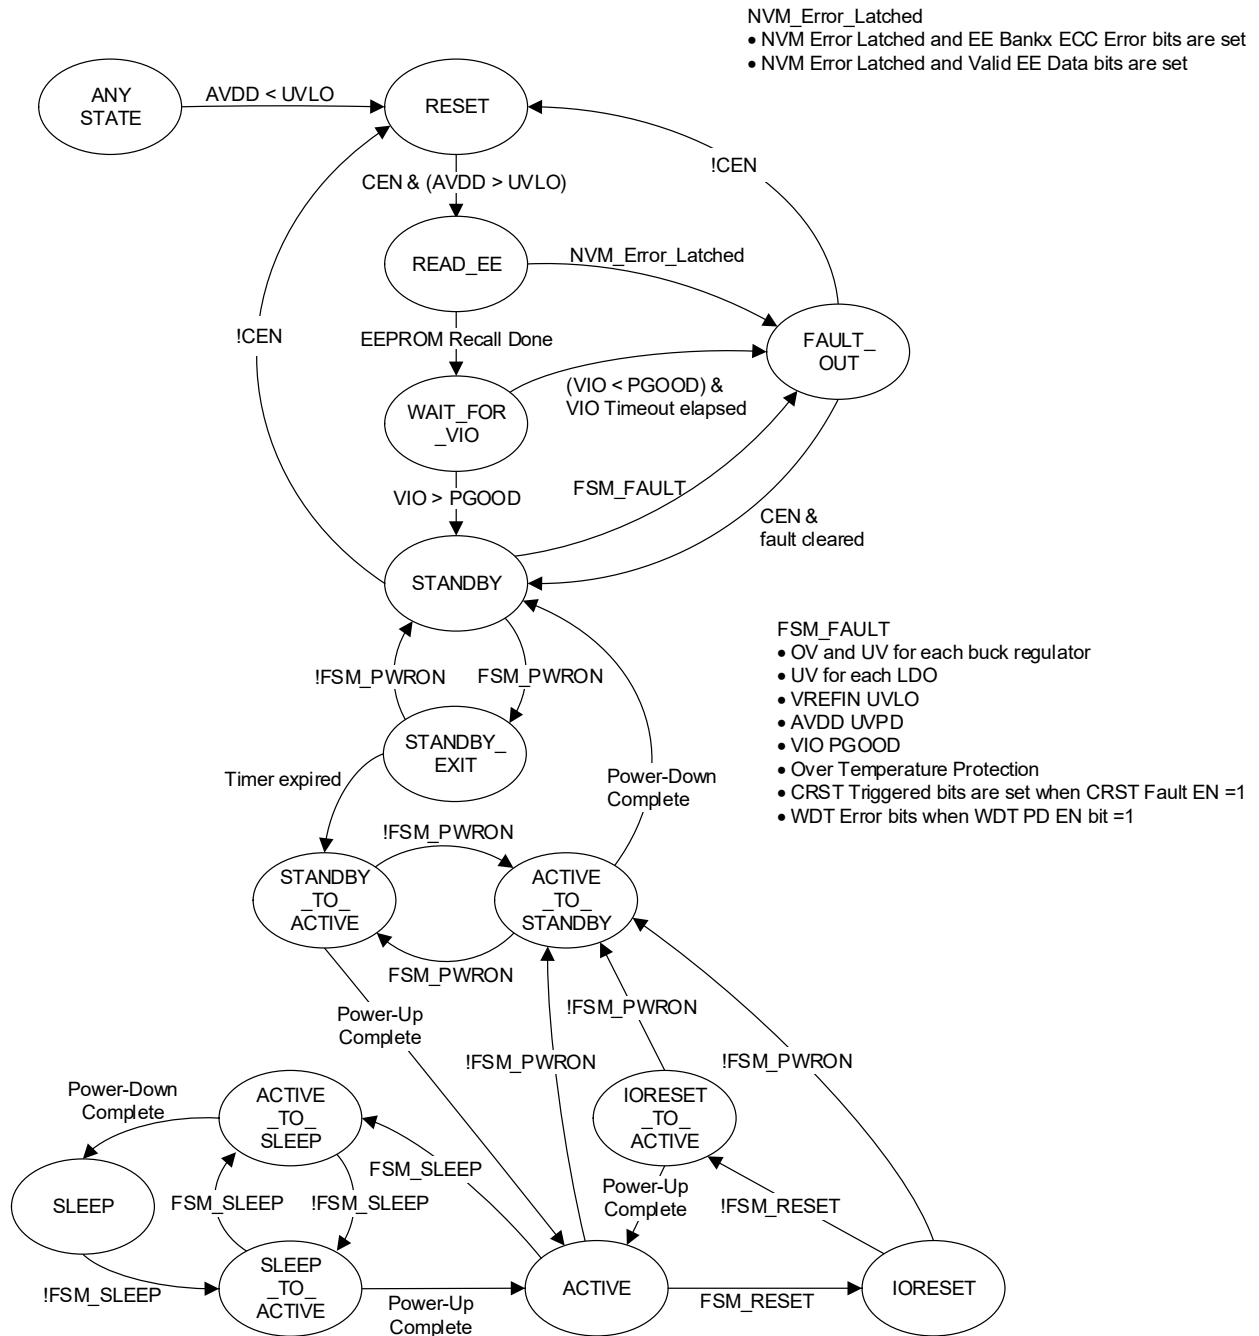 NVM_Error_Latched
• NVM Error Latched and EE Bankx ECC Error bits are set
• NVM Error Latched and Valid EE Data bits are set
ANY
STATE
AVDD < UVLO
RESET
!CEN
CEN & (AVDD > UVLO)
READ_EE
NVM_Error_Latched
!CEN
EEPROM Recall Done
FAULT_
OUT
WAIT_FOR
_VIO
(VIO < PGOOD) &
VIO Timeout elapsed
VIO > PGOOD
FSM_FAULT
CEN &
fault cleared
STANDBY
FSM_FAULT
• OV and UV for each buck regulator
• UV for each LDO
• VREFIN UVLO
• AVDD UVPD
• VIO PGOOD
• Over Temperature Protection
• CRST Triggered bits are set when CRST Fault EN =1
• WDT Error bits when WDT PD EN bit =1
!FSM_PWRON
FSM_PWRON
STANDBY_
EXIT
Timer expired
Power-Down
Complete
!FSM_PWRON
STANDBY
_TO_
ACTIVE
ACTIVE
_TO_
STANDBY
FSM_PWRON
Power-Up
Complete
!FSM_PWRON
!FSM_PWRON
!FSM_PWRON
Power-Down
Complete
ACTIVE
_TO_
SLEEP
IORESET
_TO_
ACTIVE
FSM_SLEEP
SLEEP
FSM_SLEEP
!FSM_SLEEP
Power-Up
Complete
!FSM_RESET
!FSM_SLEEP
SLEEP
_TO_
ACTIVE
Power-Up
Complete
ACTIVE
FSM_RESET
IORESET